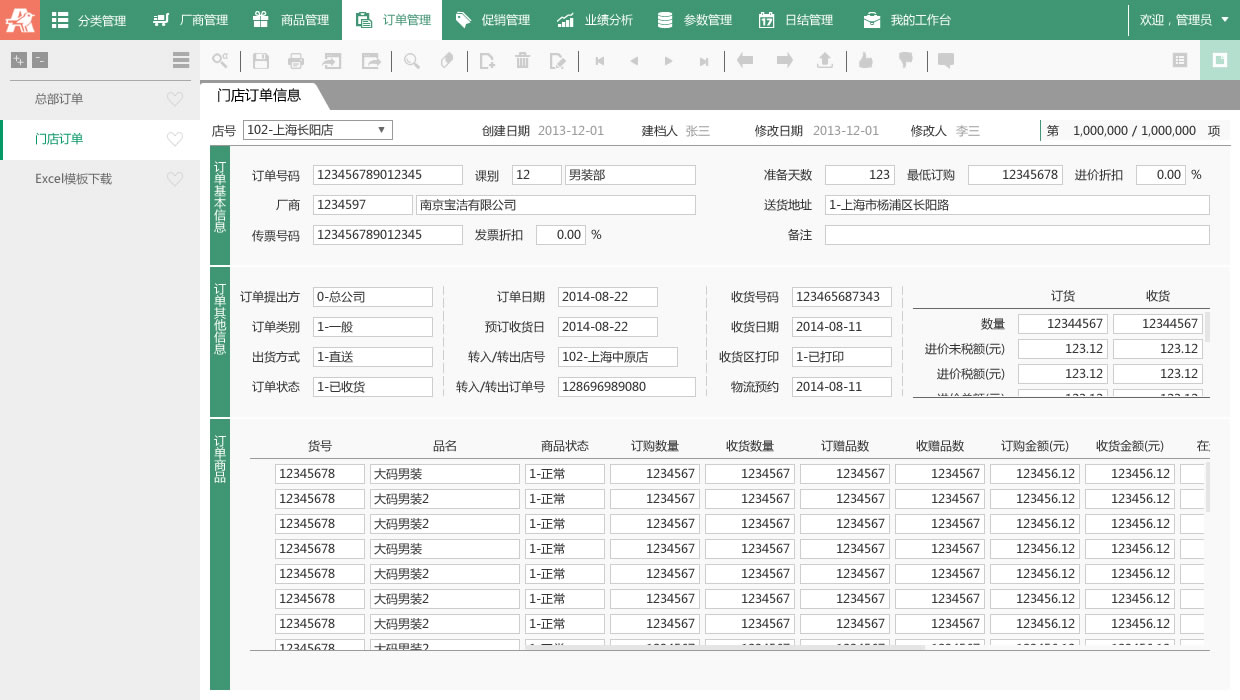 分类管理 厂商管理 商品管理 订单管理 促销管理 业绩分析 参数管理 日结管理 我的工作台 欢迎，管理员
总部订单
门店订单
Excel模板下载
门店订单信息
店号 102-上海长阳店 创建日期 2013-12-01 建档人 张三 修改日期 2013-12-01 修改人 李三 第 1,000,000 / 1,000,000 项
订单基本信息
订单号码 123456789012345 课别 12 男装部 准备天数 123 最低订购 12345678 进价折扣 0.00 %
厂商 1234597 南京宝洁有限公司 送货地址 1-上海市杨浦区长阳路
传票号码 123456789012345 发票折扣 0.00 % 备注
订单其他信息
订单提出方 0-总公司 订单日期 2014-08-22 收货号码 123465687343 订货 收货
订单类别 1-一般 预订收货日 2014-08-22 收货日期 2014-08-11 数量 12344567 12344567
出货方式 1-直送 转入/转出店号 102-上海中原店 收货区打印 1-已打印 进价未税额(元) 123.12 123.12
订单状态 1-已收货 转入/转出订单号 128696989080 物流预约 2014-08-11 进价税额(元) 123.12 123.12
订单商品
货号 品名 商品状态 订购数量 收货数量 订赠品数 收赠品数 订购金额(元) 收货金额(元) 在
12345678 大码男装 1-正常 1234567 1234567 1234567 1234567 123456.12 123456.12
12345678 大码男装2 1-正常 1234567 1234567 1234567 1234567 123456.12 123456.12
12345678 大码男装2 1-正常 1234567 1234567 1234567 1234567 123456.12 123456.12
12345678 大码男装 1-正常 1234567 1234567 1234567 1234567 123456.12 123456.12
12345678 大码男装2 1-正常 1234567 1234567 1234567 1234567 123456.12 123456.12
12345678 大码男装2 1-正常 1234567 1234567 1234567 1234567 123456.12 123456.12
12345678 大码男装2 1-正常 1234567 1234567 1234567 1234567 123456.12 123456.12
12345678 大码男装2